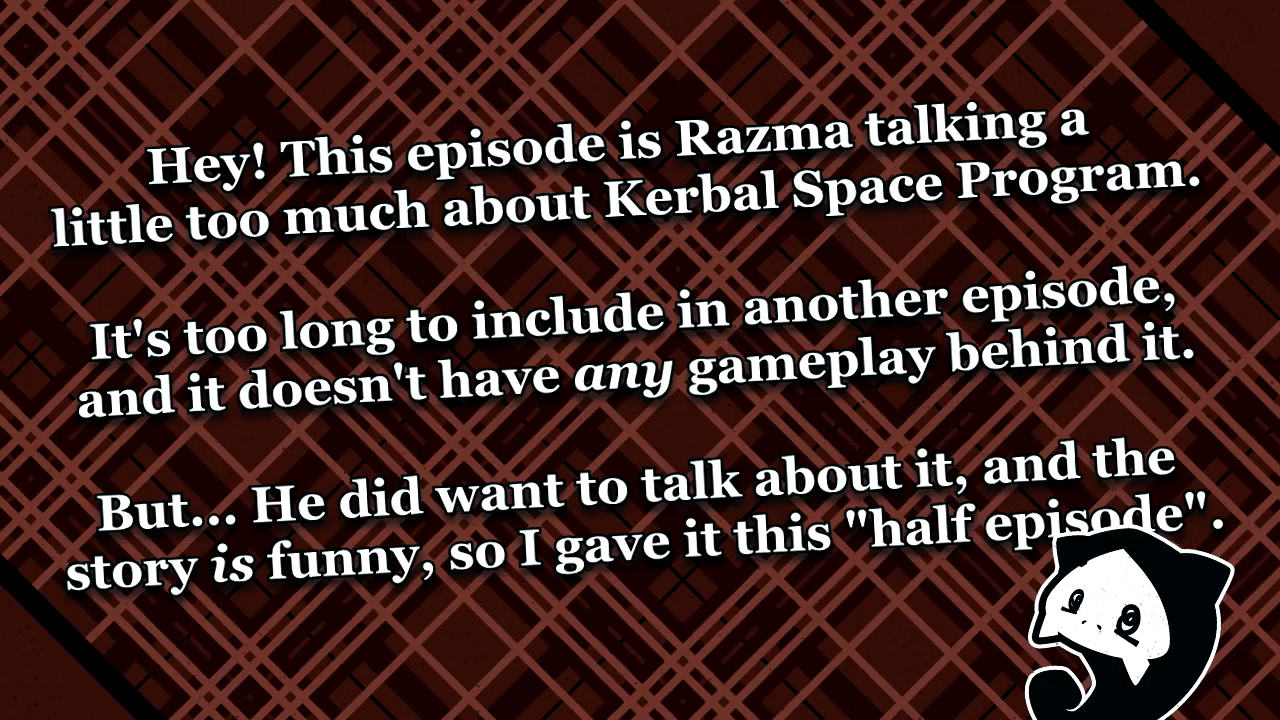 Hey! This episode is Razma talking a
little too much about Kerbal Space Program.
It's too long to include in another episode,
and it doesn't have any gameplay behind it.
But... He did want to talk about it, and the
story is funny, so I gave it this "half episode".